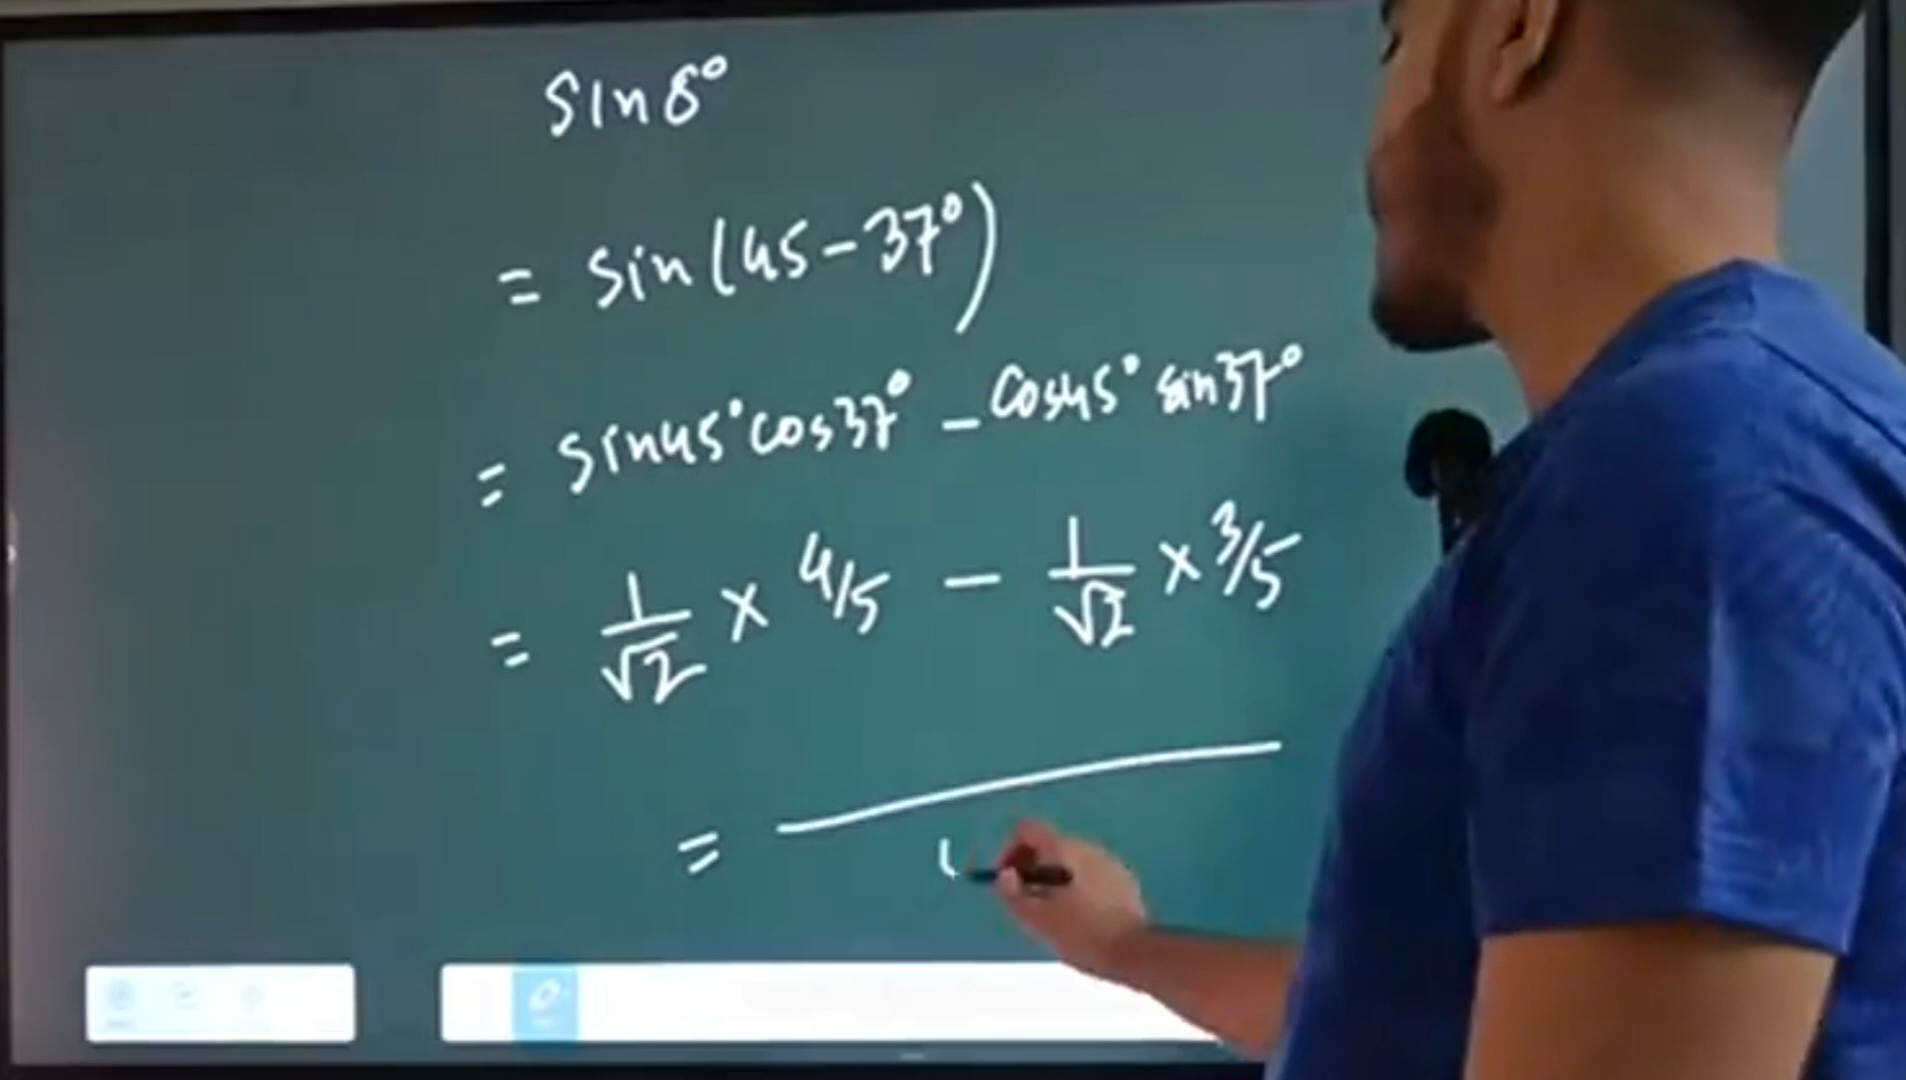 sin8°
= sin(45-37°)
= sin45°cos37° - cos45° sin37°
= 1/√2 × 4/5 - 1/√2 × 3/5
=